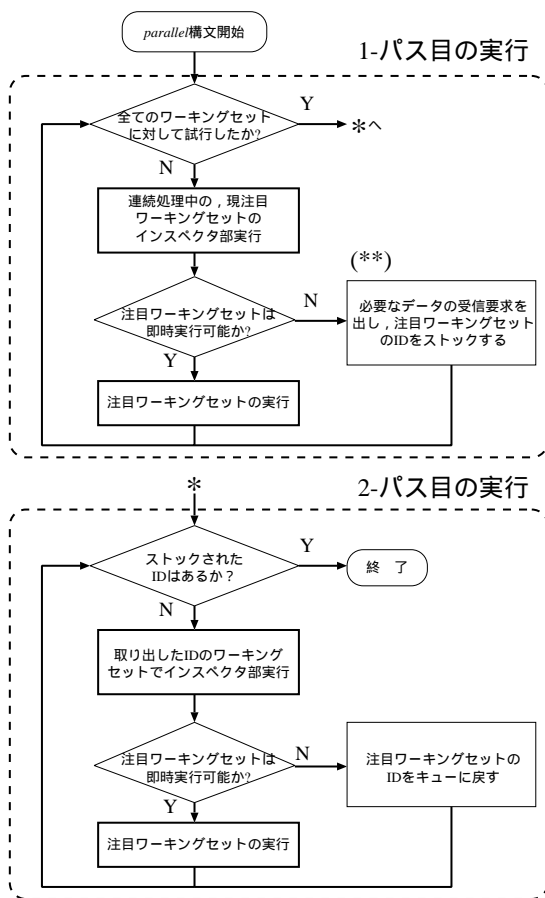 parallel構文開始
1-パス目の実行
全てのワーキングセット
に対して試行したか?
Y
*へ
N
連続処理中の，現注目
ワーキングセットの
インスペクタ部実行
(**)
注目ワーキングセットは
即時実行可能か?
N
必要なデータの受信要求を
出し，注目ワーキングセット
のIDをストックする
Y
注目ワーキングセットの実行
*
2-パス目の実行
ストックされた
IDはあるか？
Y
終 了
N
取り出したIDのワーキング
セットでインスペクタ部実行
注目ワーキングセットは
即時実行可能か?
N
注目ワーキングセットの
IDをキューに戻す
Y
注目ワーキングセットの実行